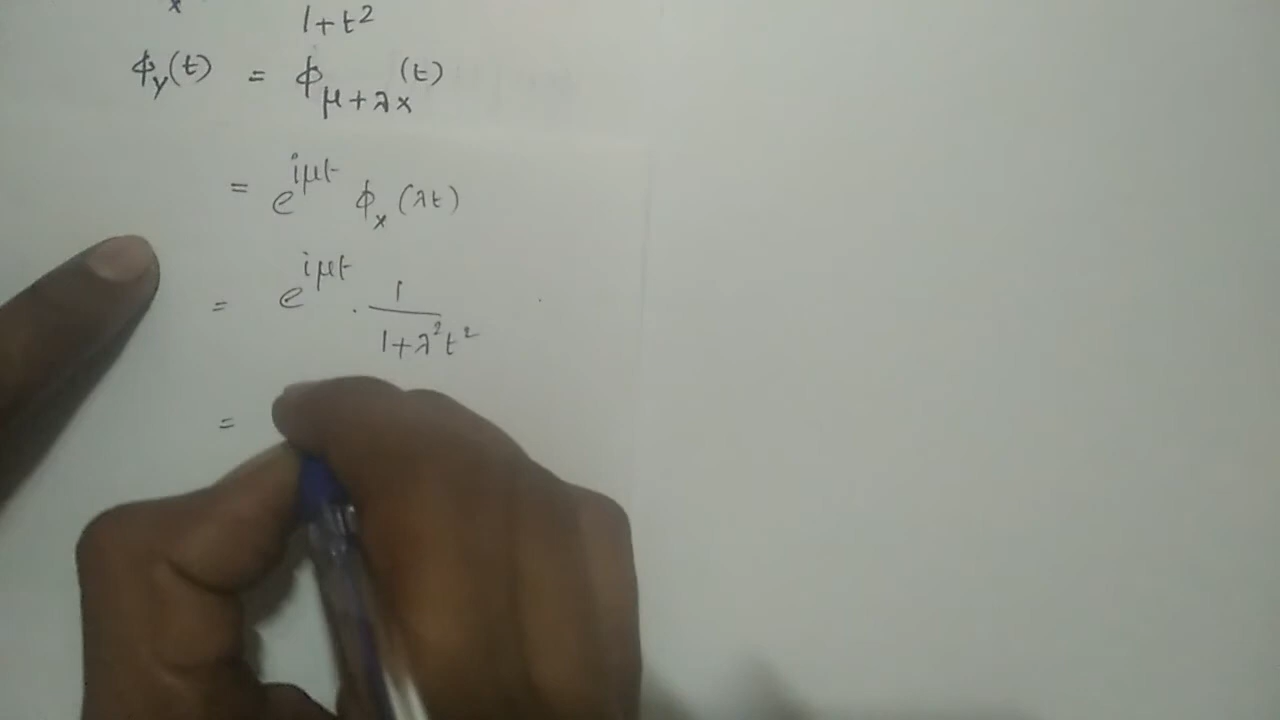 x 1+t²
ϕ_y(t) = ϕ_{μ+λx}(t)
= e^{iμt} ϕ_x(λt)
= e^{iμt} . 1/(1+λ²t²)
=